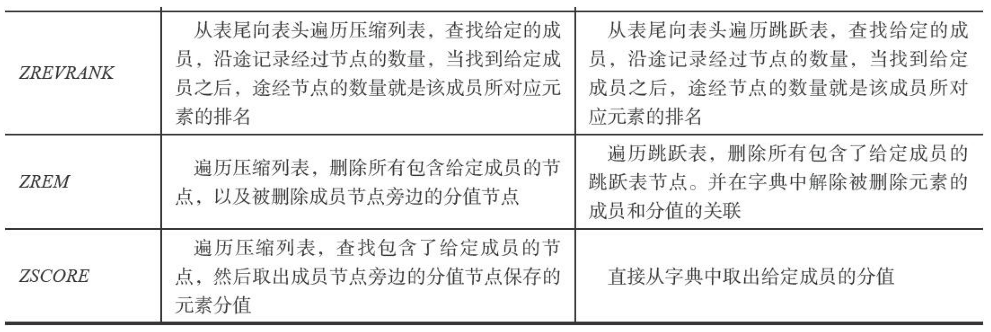 ZREVRANK
从表尾向表头遍历压缩列表，查找给定的成
员，沿途记录经过节点的数量，当找到给定成
员之后，途经节点的数量就是该成员所对应元
素的排名
从表尾向表头遍历跳跃表，查找给定的
成员，沿途记录经过节点的数量，当找到给定
成员之后，途经节点的数量就是该成员所对
应元素的排名
ZREM
遍历压缩列表，删除所有包含给定成员的节
点，以及被删除成员节点旁边的分值节点
遍历跳跃表，删除所有包含了给定成员的
跳跃表节点。并在字典中解除被删除元素的
成员和分值的关联
ZSCORE
遍历压缩列表，查找包含了给定成员的节
点，然后取出成员节点旁边的分值节点保存的
元素分值
直接从字典中取出给定成员的分值